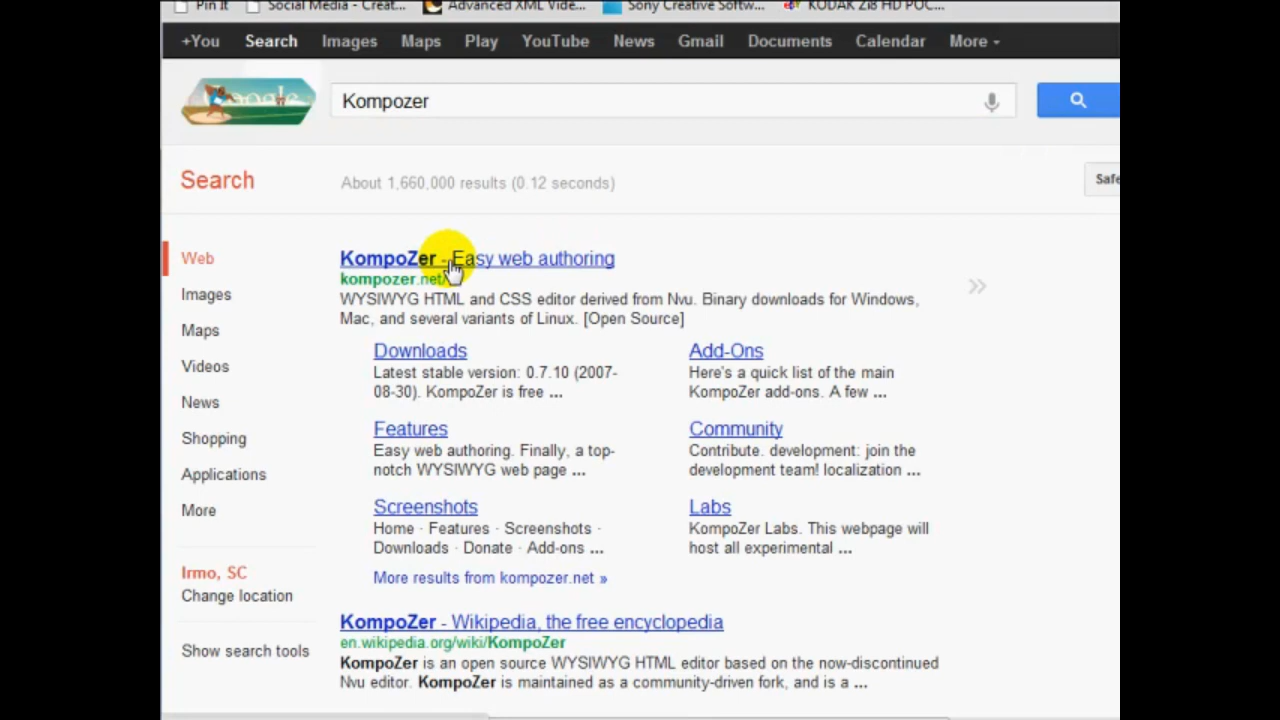 Pin It Social Media - Creat... Advanced XML Vide... Sony Creative Softw... KODAK Zi8 HD POC...
+You Search Images Maps Play YouTube News Gmail Documents Calendar More
Google
Kompozer
Search About 1,660,000 results (0.12 seconds) Safe
Web
Images
Maps
Videos
News
Shopping
Applications
More
Irmo, SC
Change location
Show search tools
KompoZer - Easy web authoring
kompozer.net/
WYSIWYG HTML and CSS editor derived from Nvu. Binary downloads for Windows,
Mac, and several variants of Linux. [Open Source]
Downloads
Latest stable version: 0.7.10 (2007-
08-30). KompoZer is free ...
Add-Ons
Here's a quick list of the main
KompoZer add-ons. A few ...
Features
Easy web authoring. Finally, a top-
notch WYSIWYG web page ...
Community
Contribute. development: join the
development team! localization ...
Screenshots
Home · Features · Screenshots ·
Downloads · Donate · Add-ons ...
Labs
KompoZer Labs. This webpage will
host all experimental ...
More results from kompozer.net »
KompoZer - Wikipedia, the free encyclopedia
en.wikipedia.org/wiki/KompoZer
KompoZer is an open source WYSIWYG HTML editor based on the now-discontinued
Nvu editor. KompoZer is maintained as a community-driven fork, and is a ...